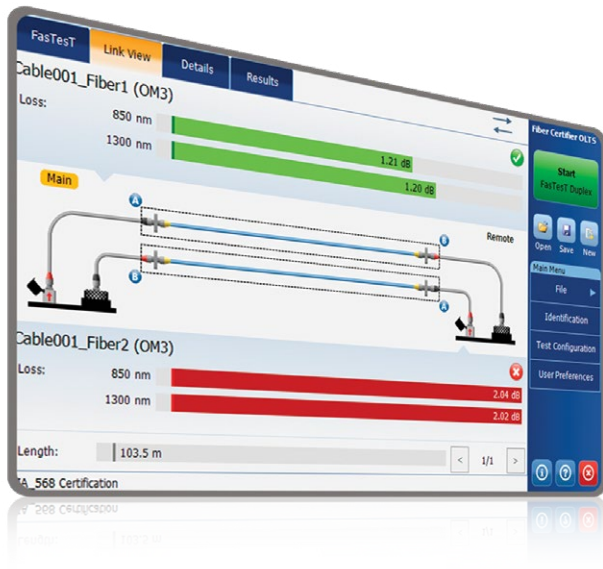 FasTesT
Link View
Details
Results
Cable001_Fiber1 (OM3)
Loss:
850 nm
1.21 dB
1300 nm
1.20 dB
Main
A
B
Remote
B
A
Cable001_Fiber2 (OM3)
Loss:
850 nm
2.04 dB
1300 nm
2.02 dB
Length:
103.5 m
<
1/1
>
A_568 Certification
Fiber Certifier OLTS
Start
FasTesT Duplex
Open
Save
New
Main Menu
File
Identification
Test Configuration
User Preferences